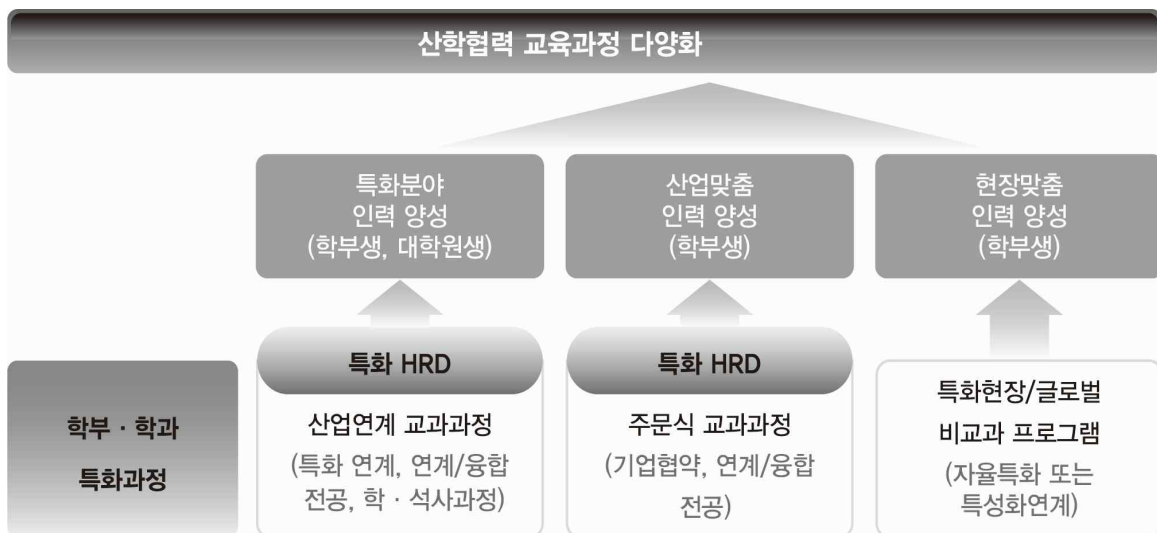 산학협력 교육과정 다양화
특화분야
인력 양성
(학부생, 대학원생)
산업맞춤
인력 양성
(학부생)
현장맞춤
인력 양성
(학부생)
학부 · 학과
특화과정
특화 HRD
산업연계 교과과정
(특화 연계, 연계/융합
전공, 학 · 석사과정)
특화 HRD
주문식 교과과정
(기업협약, 연계/융합
전공)
특화현장/글로벌
비교과 프로그램
(자율특화 또는
특성화연계)